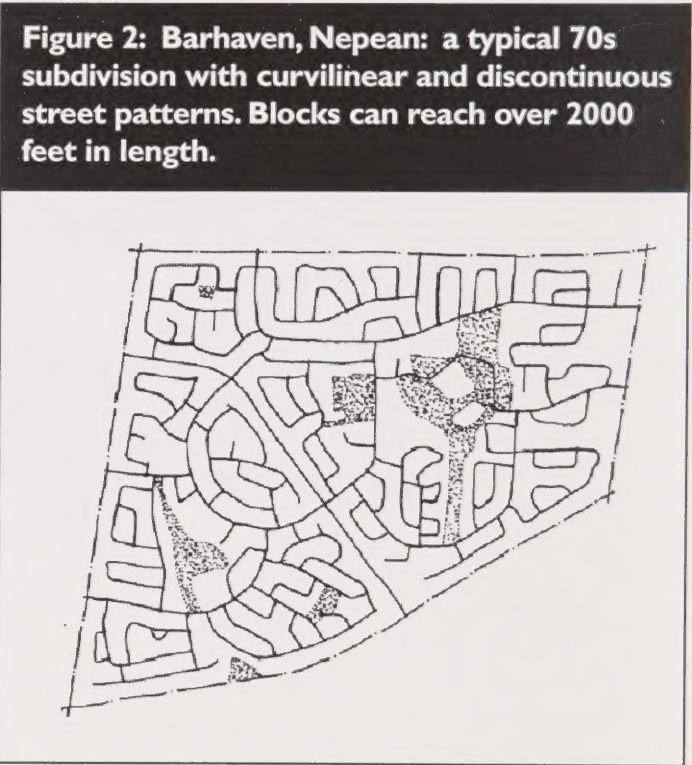 Figure 2: Barhaven, Nepean: a typical 70s
subdivision with curvilinear and discontinuous
street patterns. Blocks can reach over 2000
feet in length.